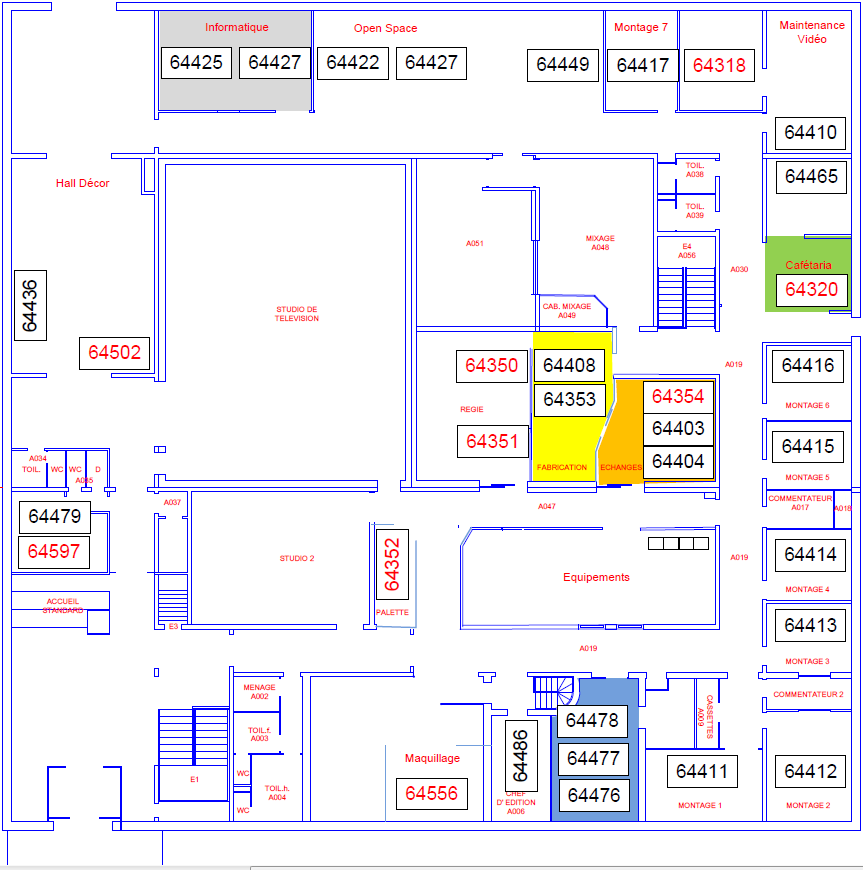 Informatique
Open Space
Montage 7
Maintenance
Vidéo
64425
64427
64422
64427
64449
64417
64318
64410
Hall Décor
TOIL.
A038
64465
TOIL.
A039
A051
MIXAGE
A048
E4
A056
A030
Cafétaria
64320
64436
STUDIO DE
TELEVISION
CAB. MIXAGE
A049
64502
64350
64408
A019
64416
64353
64354
REGIE
64403
MONTAGE 6
64351
64404
64415
FABRICATION
ECHANGES
MONTAGE 5
A034
TOIL.
WC
WC
D
A035
A037
A047
COMMENTATEUR
A017
A018
64479
64597
STUDIO 2
64352
PALETTE
Equipements
A019
64414
MONTAGE 4
ACCUEIL
STANDARD
E3
64413
A019
MONTAGE 3
MENAGE
A002
COMMENTATEUR 2
CASSETTES
A009
TOIL.f.
A003
64486
64478
Maquillage
64477
64411
64412
E1
WC
TOIL.h.
A004
64556
CHEF
D' EDITION
A006
64476
MONTAGE 1
MONTAGE 2
WC